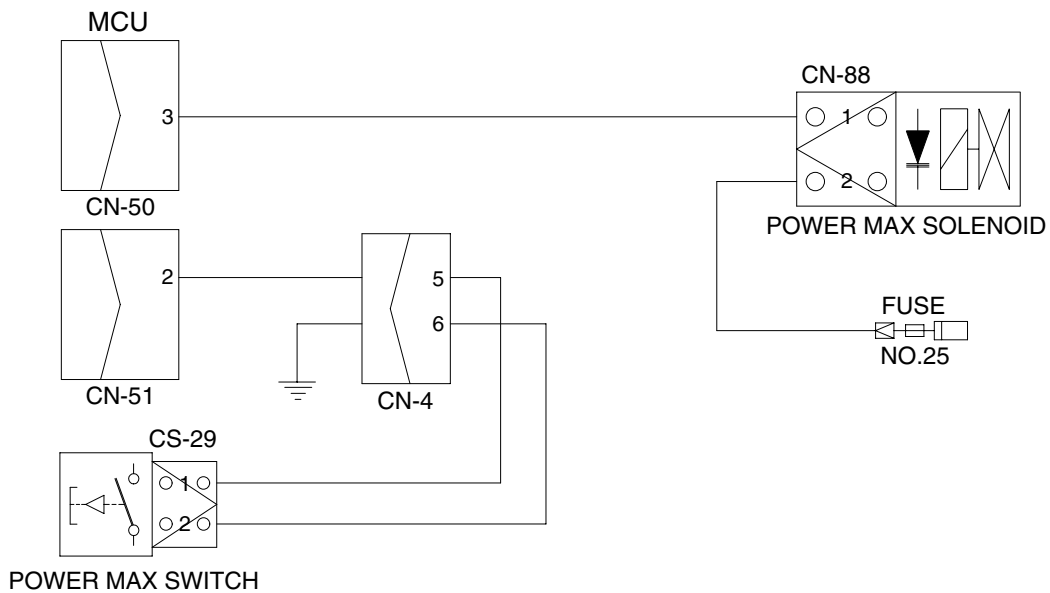 MCU
3
CN-50
CN-88
1
2
POWER MAX SOLENOID
2
5
6
CN-51
CN-4
FUSE
NO.25
CS-29
1
2
POWER MAX SWITCH